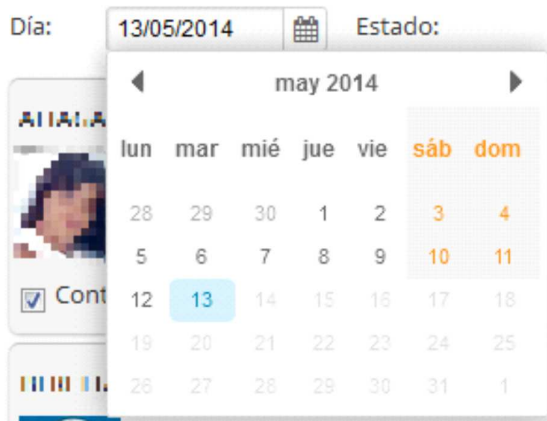 Día: 13/05/2014 Estado:
may 2014
lun mar mié jue vie sáb dom
28 29 30 1 2 3 4
5 6 7 8 9 10 11
Cont 12 13 14 15 16 17 18
19 20 21 22 23 24 25
26 27 28 29 30 31 1